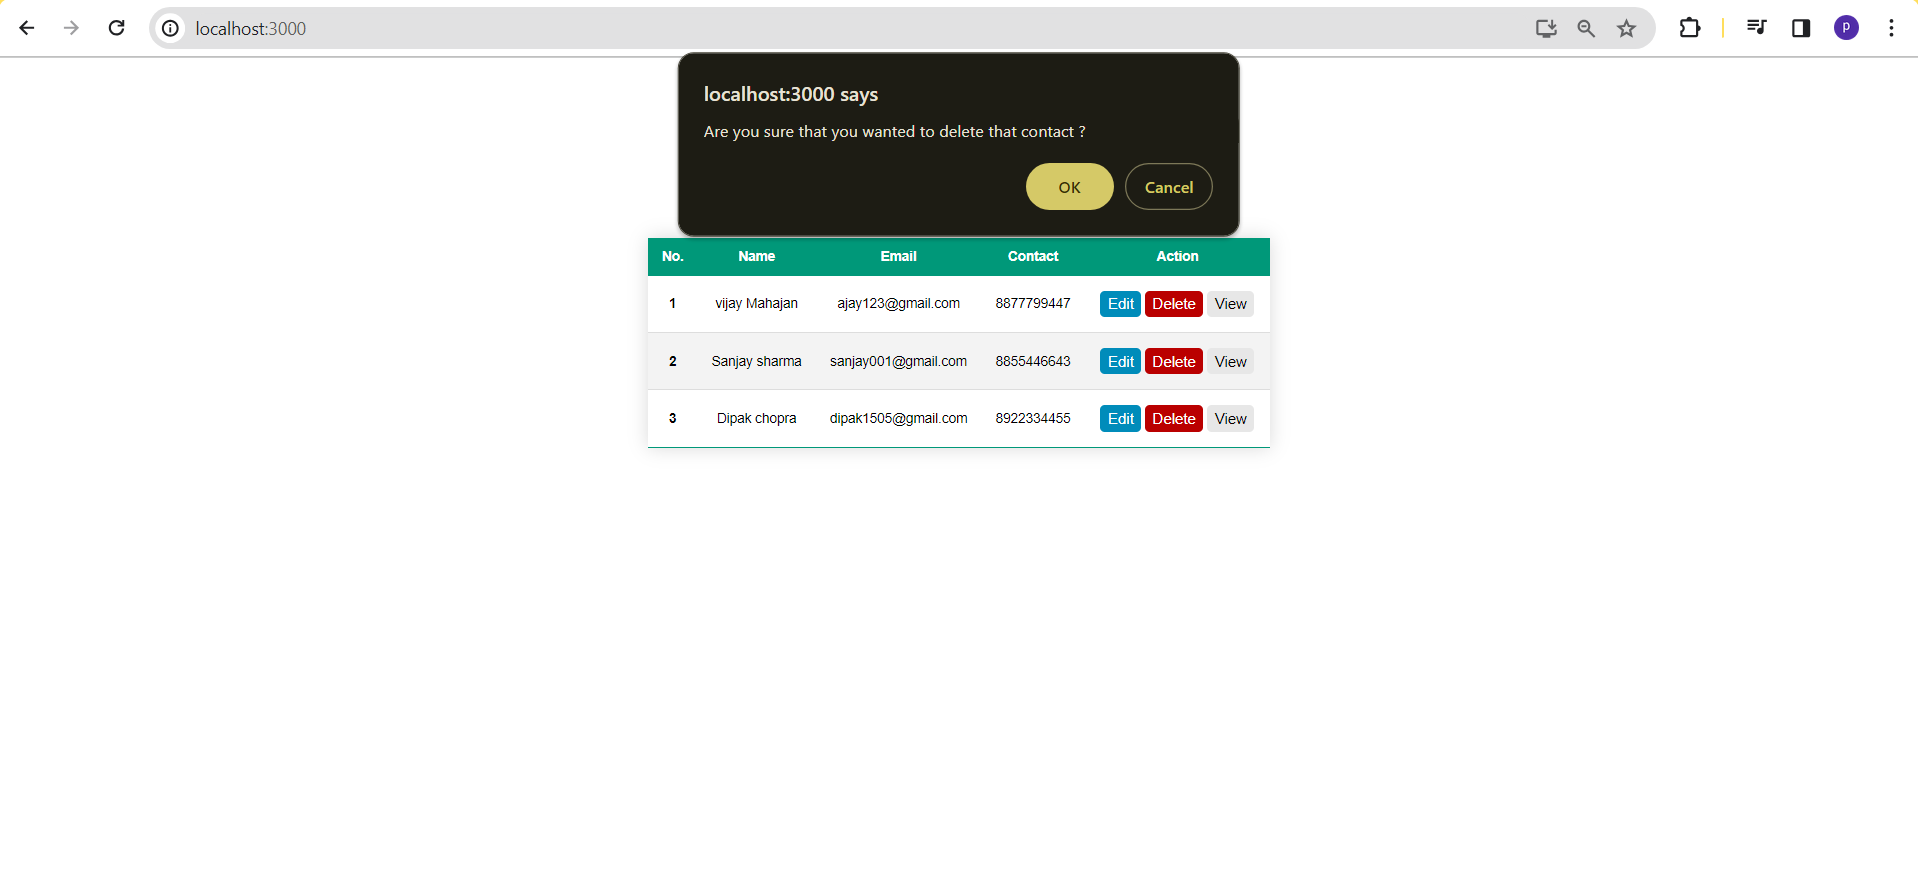 localhost:3000
P
localhost:3000 says
Are you sure that you wanted to delete that contact ?
OK Cancel
No. Name Email Contact Action
1 vijay Mahajan ajay123@gmail.com 8877799447 Edit Delete View
2 Sanjay sharma sanjay001@gmail.com 8855446643 Edit Delete View
3 Dipak chopra dipak1505@gmail.com 8922334455 Edit Delete View